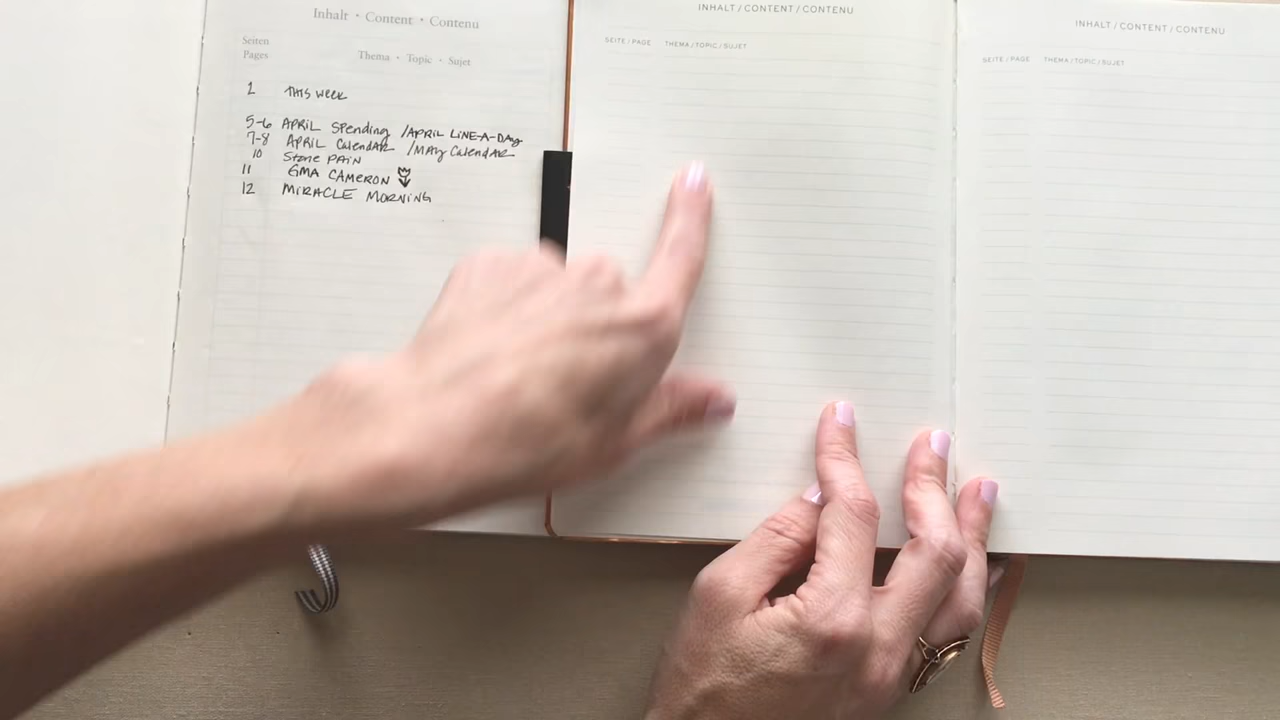 Inhalt · Content · Contenu
Seiten
Pages
Thema · Topic · Sujet
1 THIS WEEK
5-6 APRIL Spending /APRIL LINE-A-DAY
7-8 APRIL CALENDAR /MAY CALENDAR
10 Stone PAIN
11 GMA CAMERON
12 MIRACLE MORNING
INHALT / CONTENT / CONTENU
SEITE / PAGE THEMA / TOPIC / SUJET
INHALT / CONTENT / CONTENU
SEITE / PAGE THEMA / TOPIC / SUJET